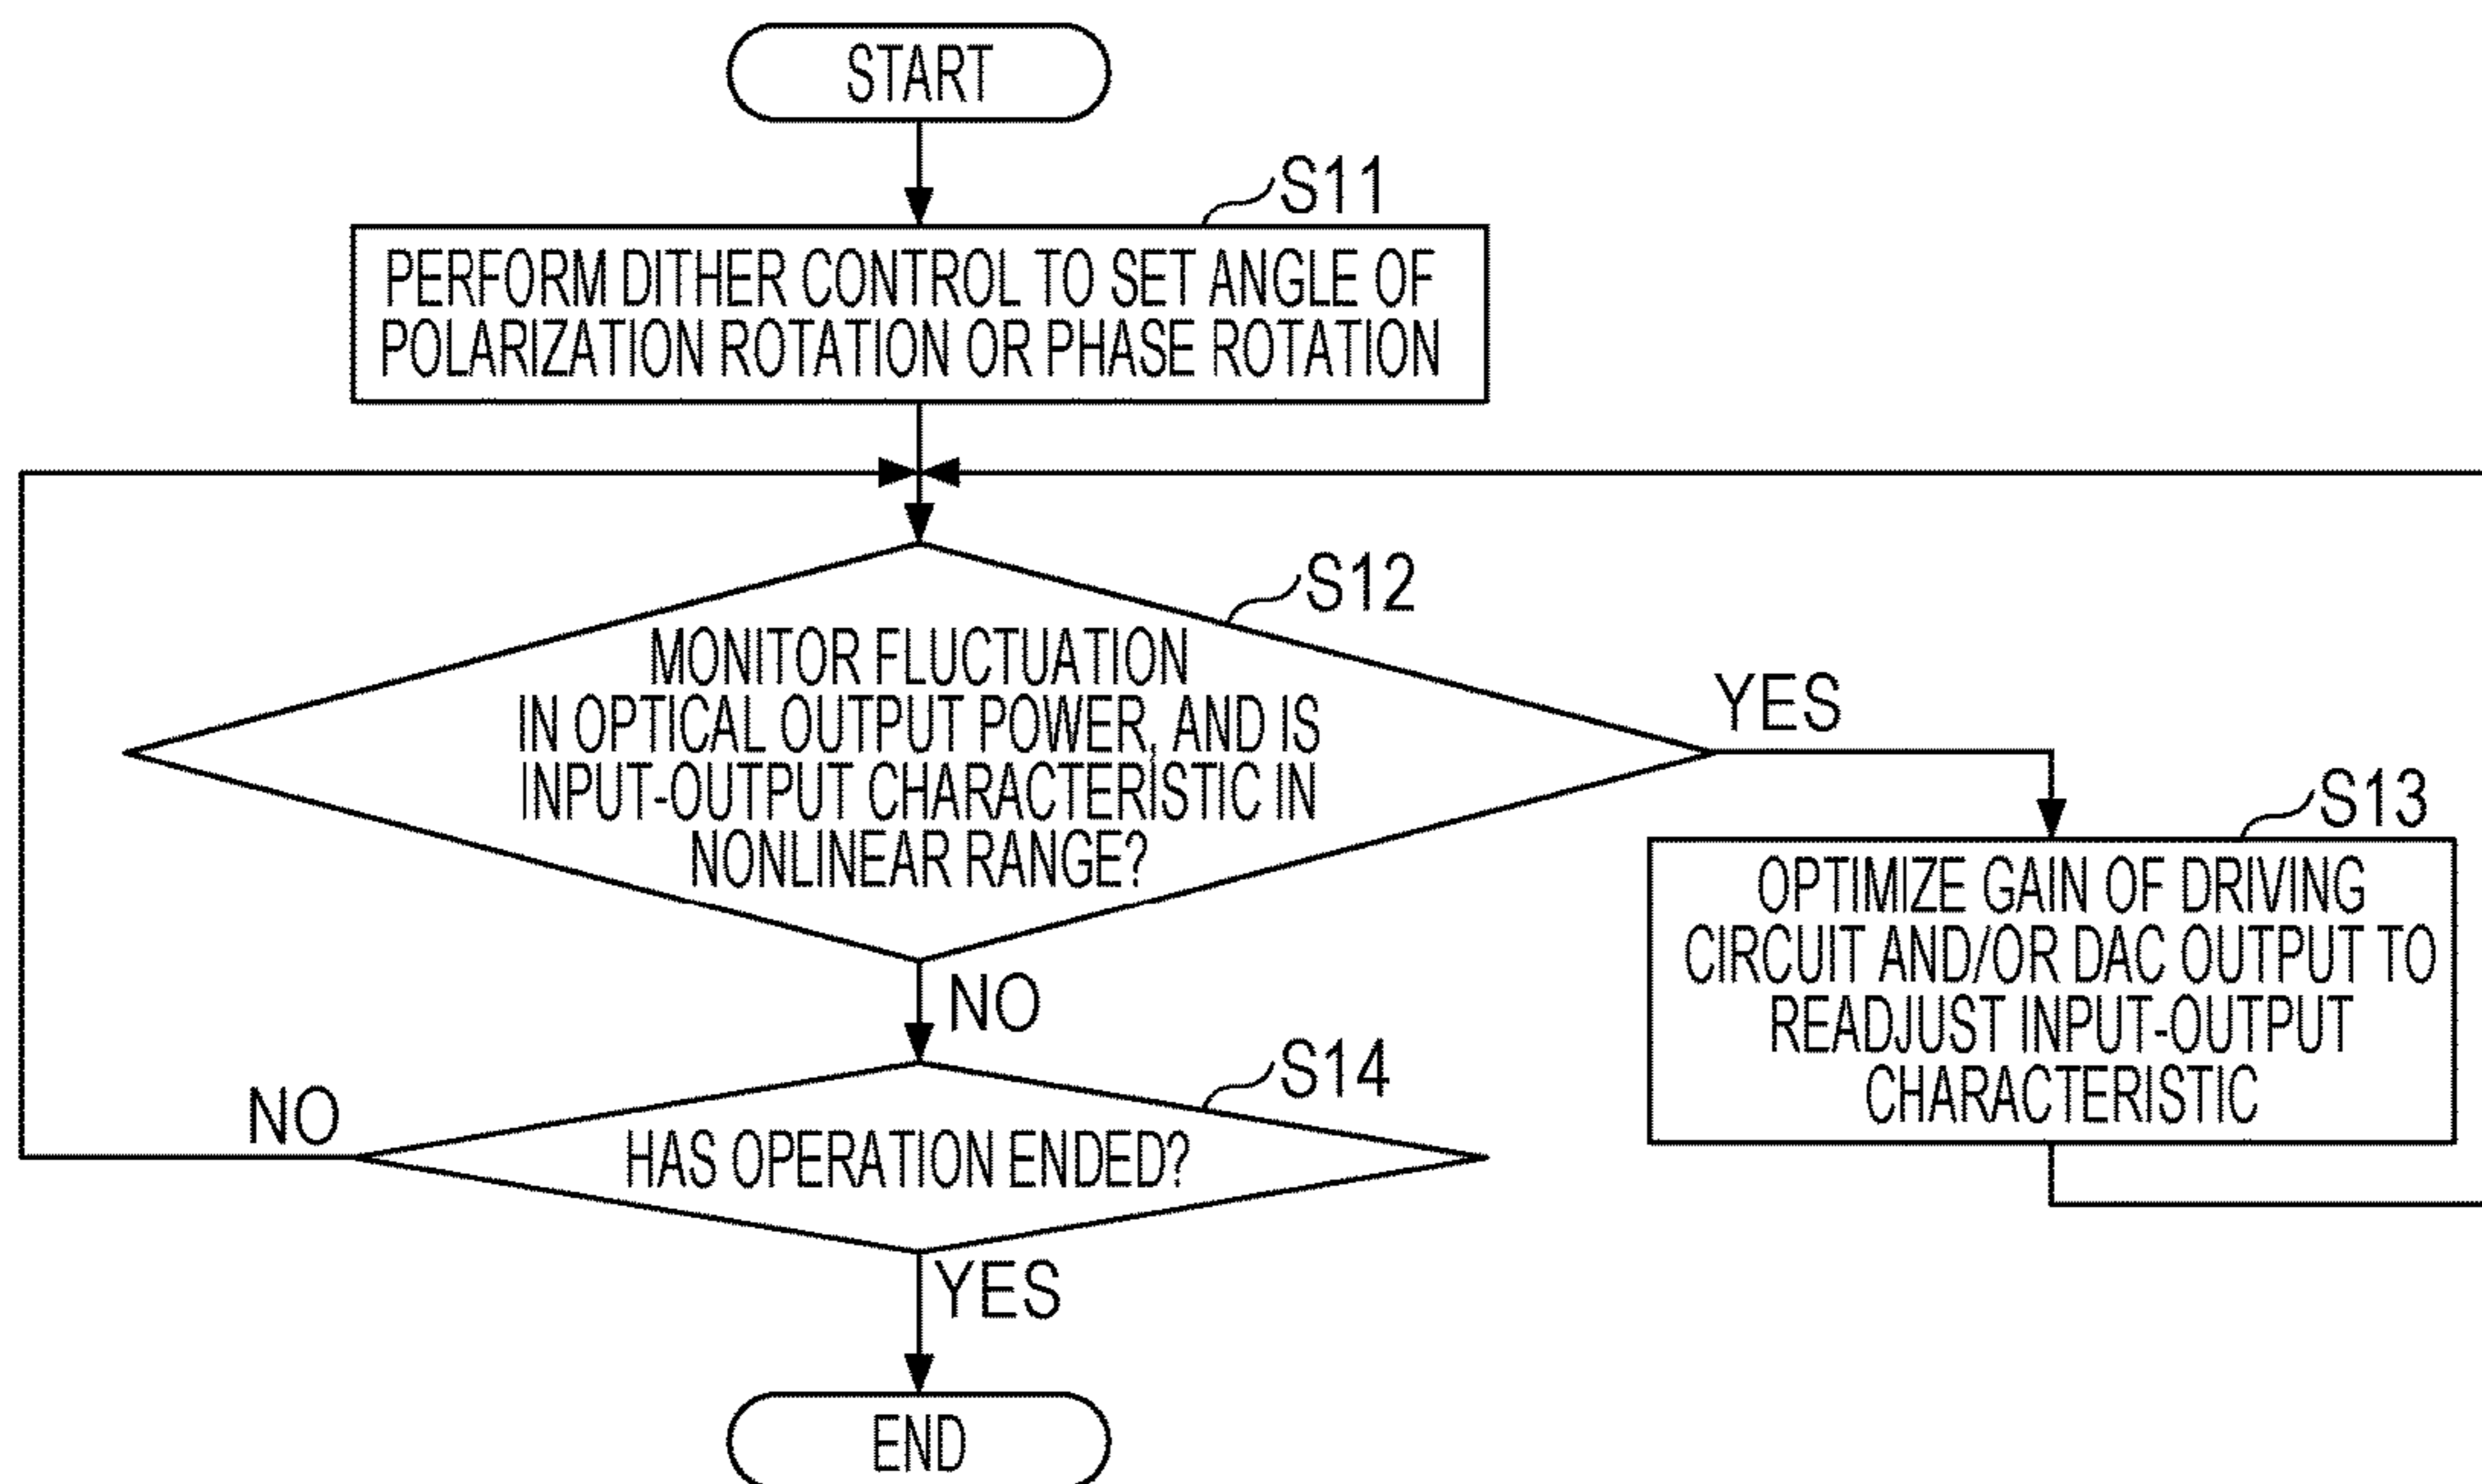 START
S11
PERFORM DITHER CONTROL TO SET ANGLE OF
POLARIZATION ROTATION OR PHASE ROTATION
S12
MONITOR FLUCTUATION
IN OPTICAL OUTPUT POWER, AND IS
INPUT-OUTPUT CHARACTERISTIC IN
NONLINEAR RANGE?
YES
S13
OPTIMIZE GAIN OF DRIVING
CIRCUIT AND/OR DAC OUTPUT TO
READJUST INPUT-OUTPUT
CHARACTERISTIC
NO
S14
HAS OPERATION ENDED?
NO
YES
END